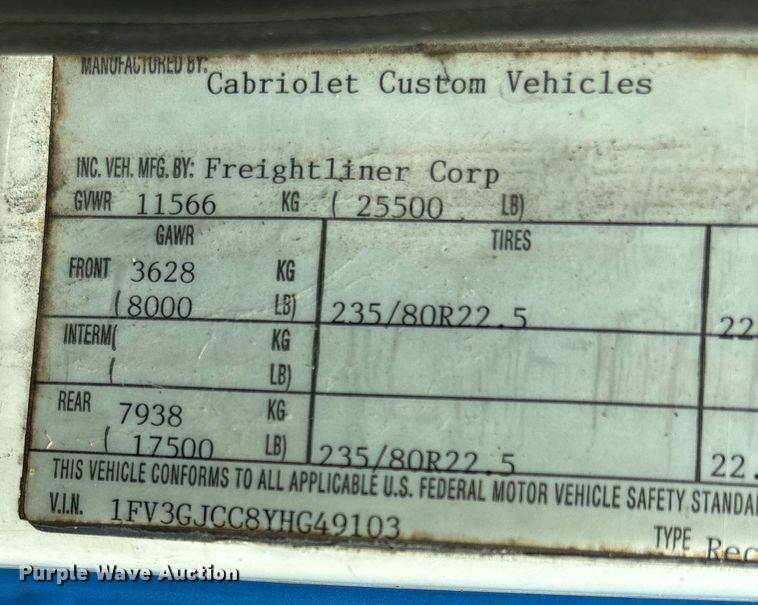 MANUFACTURED BY: Cabriolet Custom Vehicles
INC. VEH. MFG. BY: Freightliner Corp
GVWR 11566 KG ( 25500 LB)
GAWR TIRES
FRONT 3628 KG
(8000 LB) 235/80R22.5 22
INTERM( KG
( LB)
REAR 7938 KG
( 17500 LB) 235/80R22.5 22.
THIS VEHICLE CONFORMS TO ALL APPLICABLE U.S. FEDERAL MOTOR VEHICLE SAFETY STANDA
V.I.N. 1FV3GJCC8YHG49103 TYPE Rec
Purple Wave Auction